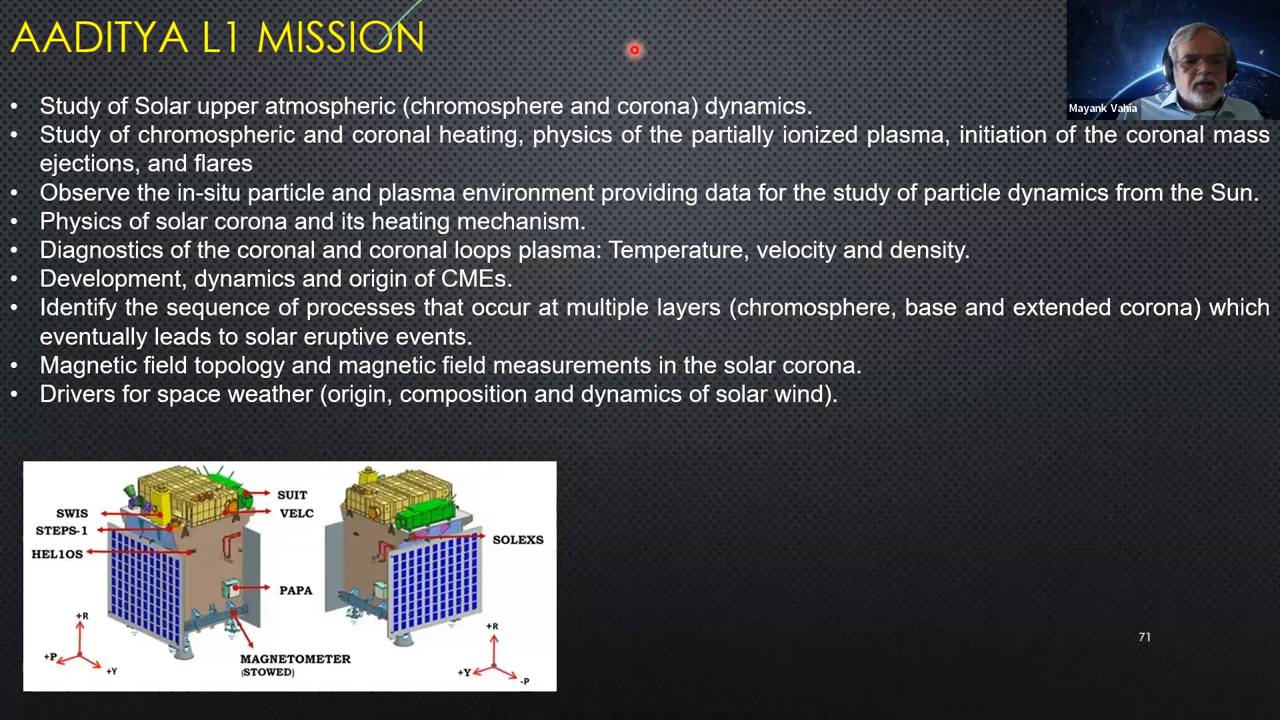 AADITYA L1 MISSION
Mayank Vahia
• Study of Solar upper atmospheric (chromosphere and corona) dynamics.
• Study of chromospheric and coronal heating, physics of the partially ionized plasma, initiation of the coronal mass
ejections, and flares
• Observe the in-situ particle and plasma environment providing data for the study of particle dynamics from the Sun.
• Physics of solar corona and its heating mechanism.
• Diagnostics of the coronal and coronal loops plasma: Temperature, velocity and density.
• Development, dynamics and origin of CMEs.
• Identify the sequence of processes that occur at multiple layers (chromosphere, base and extended corona) which
eventually leads to solar eruptive events.
• Magnetic field topology and magnetic field measurements in the solar corona.
• Drivers for space weather (origin, composition and dynamics of solar wind).
SUIT
SWIS
VELC
STEPS-1
SOLEXS
HEL1OS
PAPA
+R
+P
+Y
MAGNETOMETER
(STOWED)
+R
+Y
-P
71